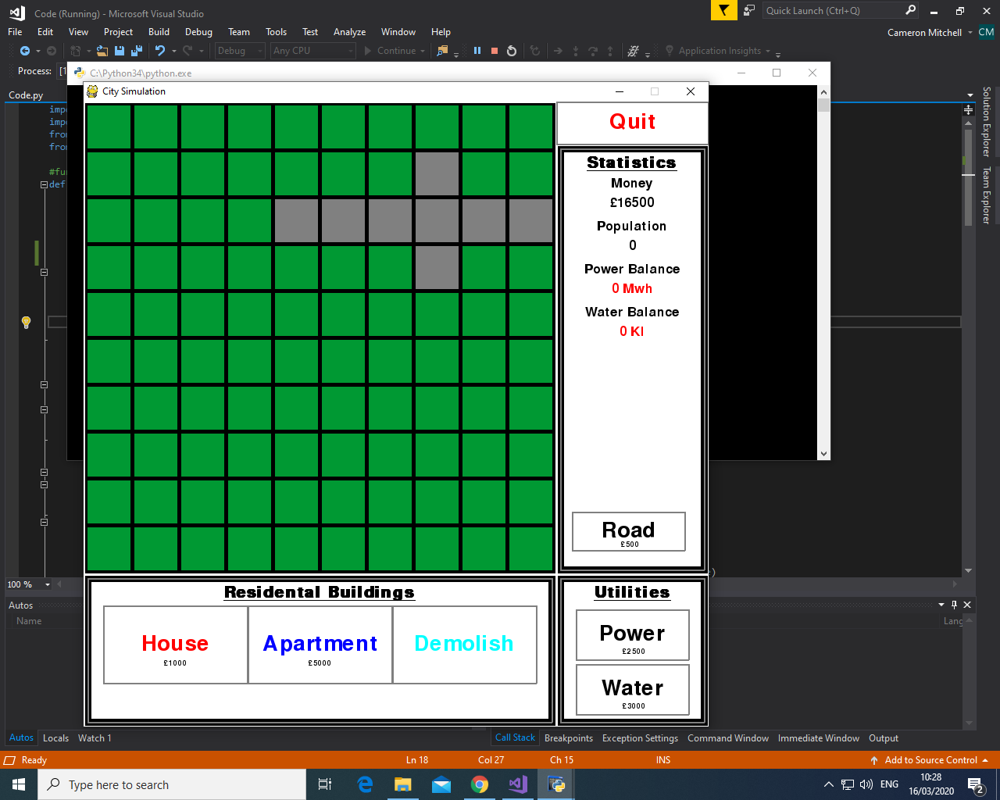 Code (Running) - Microsoft Visual Studio
Quick Launch (Ctrl+Q)
File Edit View Project Build Debug Team Tools Test Analyze Window Help
Cameron Mitchell CM
Debug Any CPU Continue Application Insights
Process: [1
C:\Python34\python.exe
City Simulation
Code.py
impo
impo
from
from
#fun
def
Quit
Statistics
Money
£16500
Population
0
Power Balance
0 Mwh
Water Balance
0 Kl
Road
£500
Solution Explorer
Team Explorer
100 %
Residental Buildings
House
£1000
Apartment
£5000
Demolish
Utilities
Power
£2500
Water
£3000
Autos
Name
Lang
Autos Locals Watch 1
Call Stack Breakpoints Exception Settings Command Window Immediate Window Output
Ready Ln 18 Col 27 Ch 15 INS Add to Source Control
Type here to search
ENG
10:28
16/03/2020
2